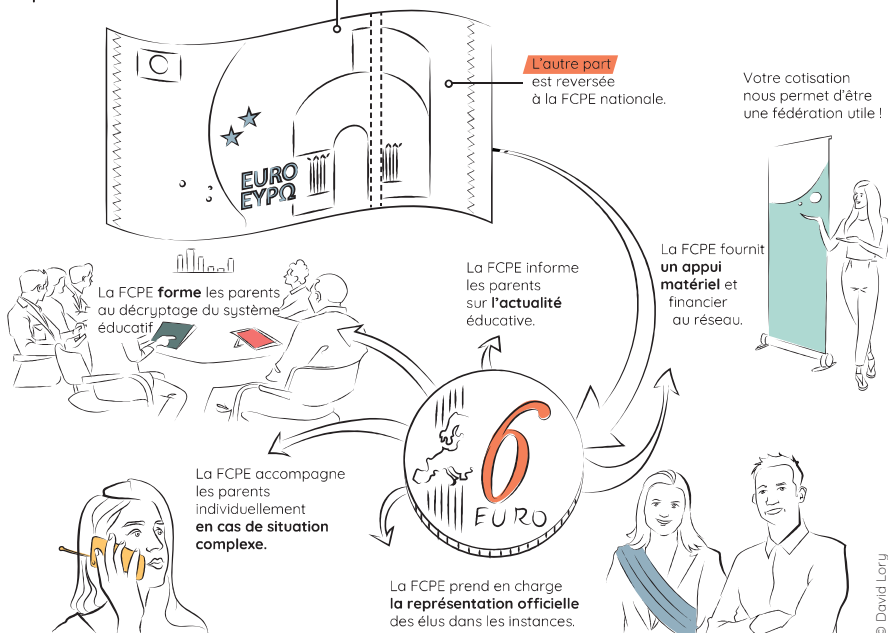 L'autre part
est reversée
à la FCPE nationale.
Votre cotisation
nous permet d'être
une fédération utile !
EURO
ΕΥΡΩ
La FCPE forme les parents
au décryptage du système
éducatif
La FCPE informe
les parents
sur l'actualité
éducative.
La FCPE fournit
un appui
matériel et
financier
au réseau.
6
EURO
La FCPE accompagne
les parents
individuellement
en cas de situation
complexe.
La FCPE prend en charge
la représentation officielle
des élus dans les instances.
© David Lory